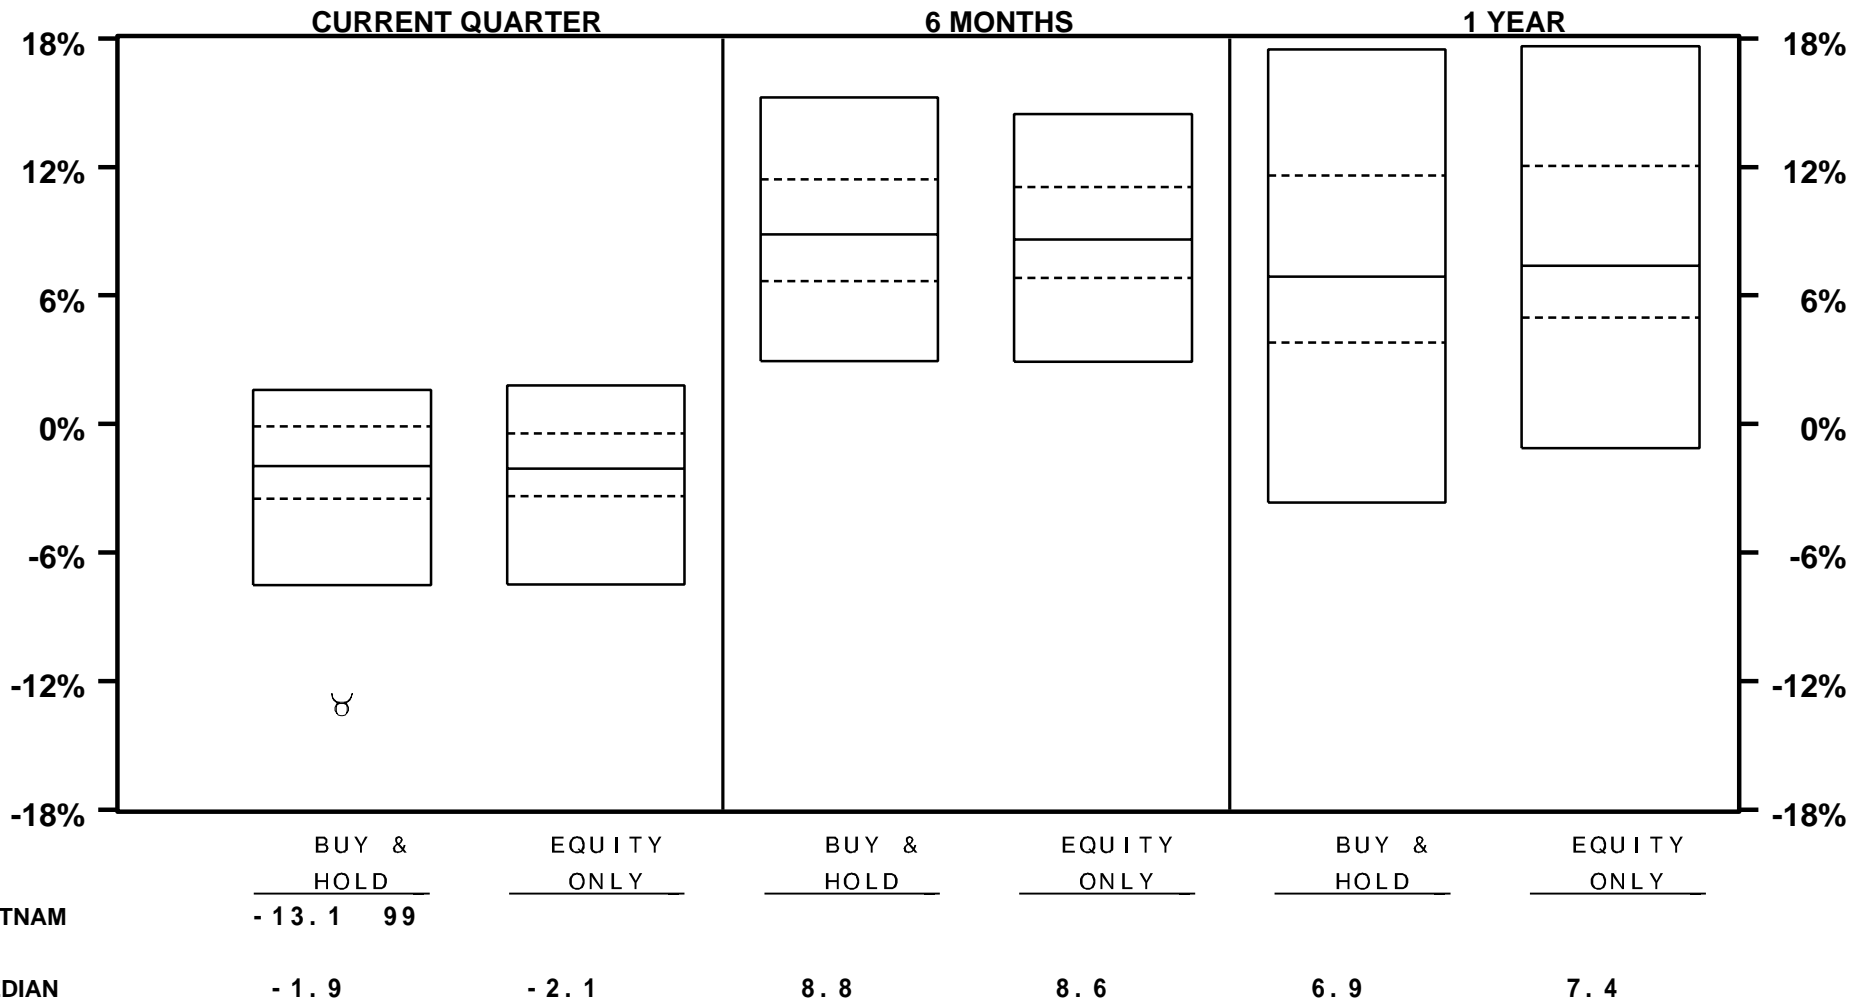 CURRENT QUARTER 6 MONTHS 1 YEAR
18% 18%
12% 12%
6% 6%
0% 0%
-6% -6%
-12% -12%
-18% -18%
BUY & EQUITY BUY & EQUITY BUY & EQUITY
HOLD ONLY HOLD ONLY HOLD ONLY
TNAM -13.1 99
DIAN -1.9 -2.1 8.8 8.6 6.9 7.4